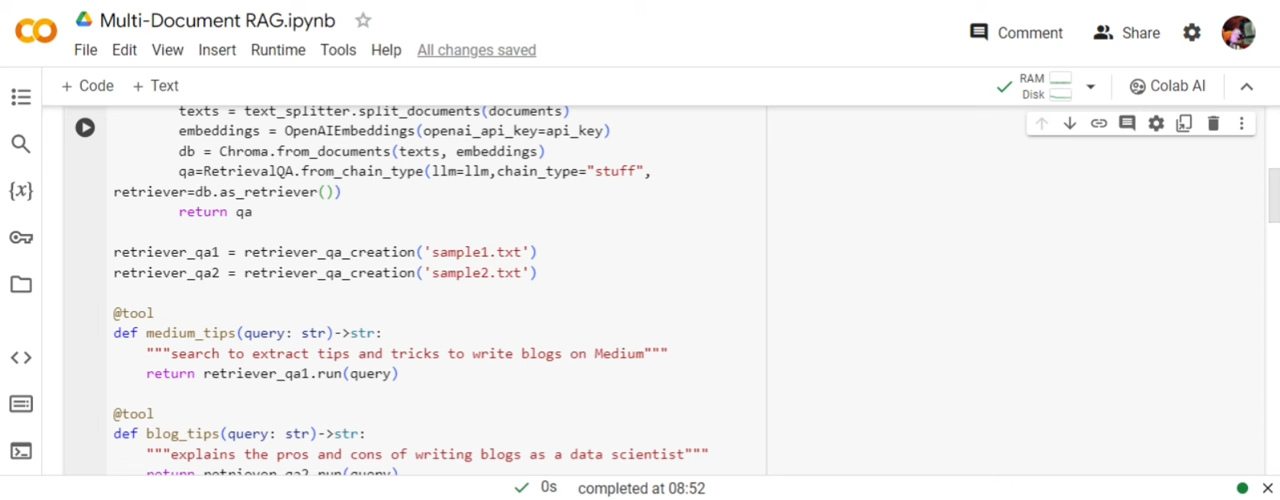 Multi-Document RAG.ipynb
File Edit View Insert Runtime Tools Help All changes saved
Comment Share
+ Code + Text
RAM
Disk
Colab AI
texts = text_splitter.split_documents(documents)
embeddings = OpenAIEmbeddings(openai_api_key=api_key)
db = Chroma.from_documents(texts, embeddings)
qa=RetrievalQA.from_chain_type(llm=llm,chain_type="stuff",
retriever=db.as_retriever())
return qa
retriever_qa1 = retriever_qa_creation('sample1.txt')
retriever_qa2 = retriever_qa_creation('sample2.txt')
@tool
def medium_tips(query: str)->str:
"""search to extract tips and tricks to write blogs on Medium"""
return retriever_qa1.run(query)
@tool
def blog_tips(query: str)->str:
"""explains the pros and cons of writing blogs as a data scientist"""
return retriever_qa2.run(query)
0s completed at 08:52